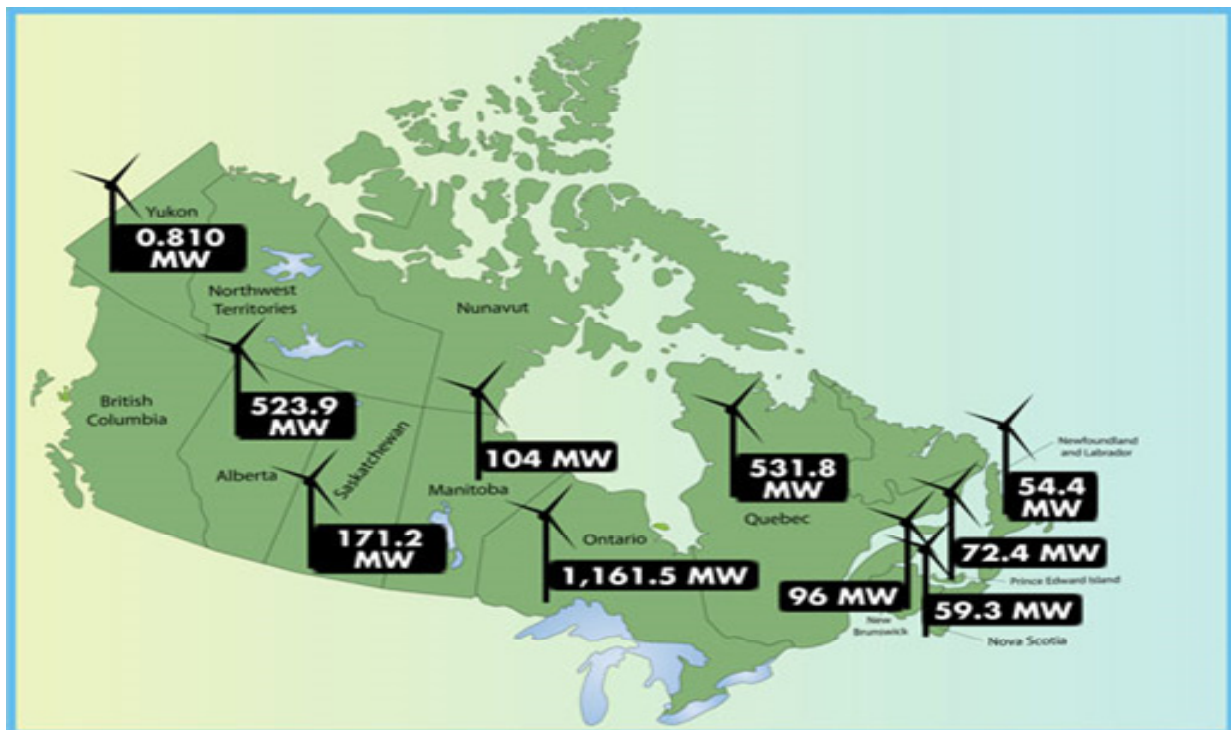 Yukon
0.810
MW
Northwest
Territories
Nunavut
British
Columbia
523.9
MW
Alberta
Saskatchewan
171.2
MW
104 MW
Manitoba
Ontario
1,161.5 MW
531.8
MW
Quebec
Newfoundland
and Labrador
54.4
MW
72.4 MW
Prince Edward Island
96 MW
New
Brunswick
59.3 MW
Nova Scotia